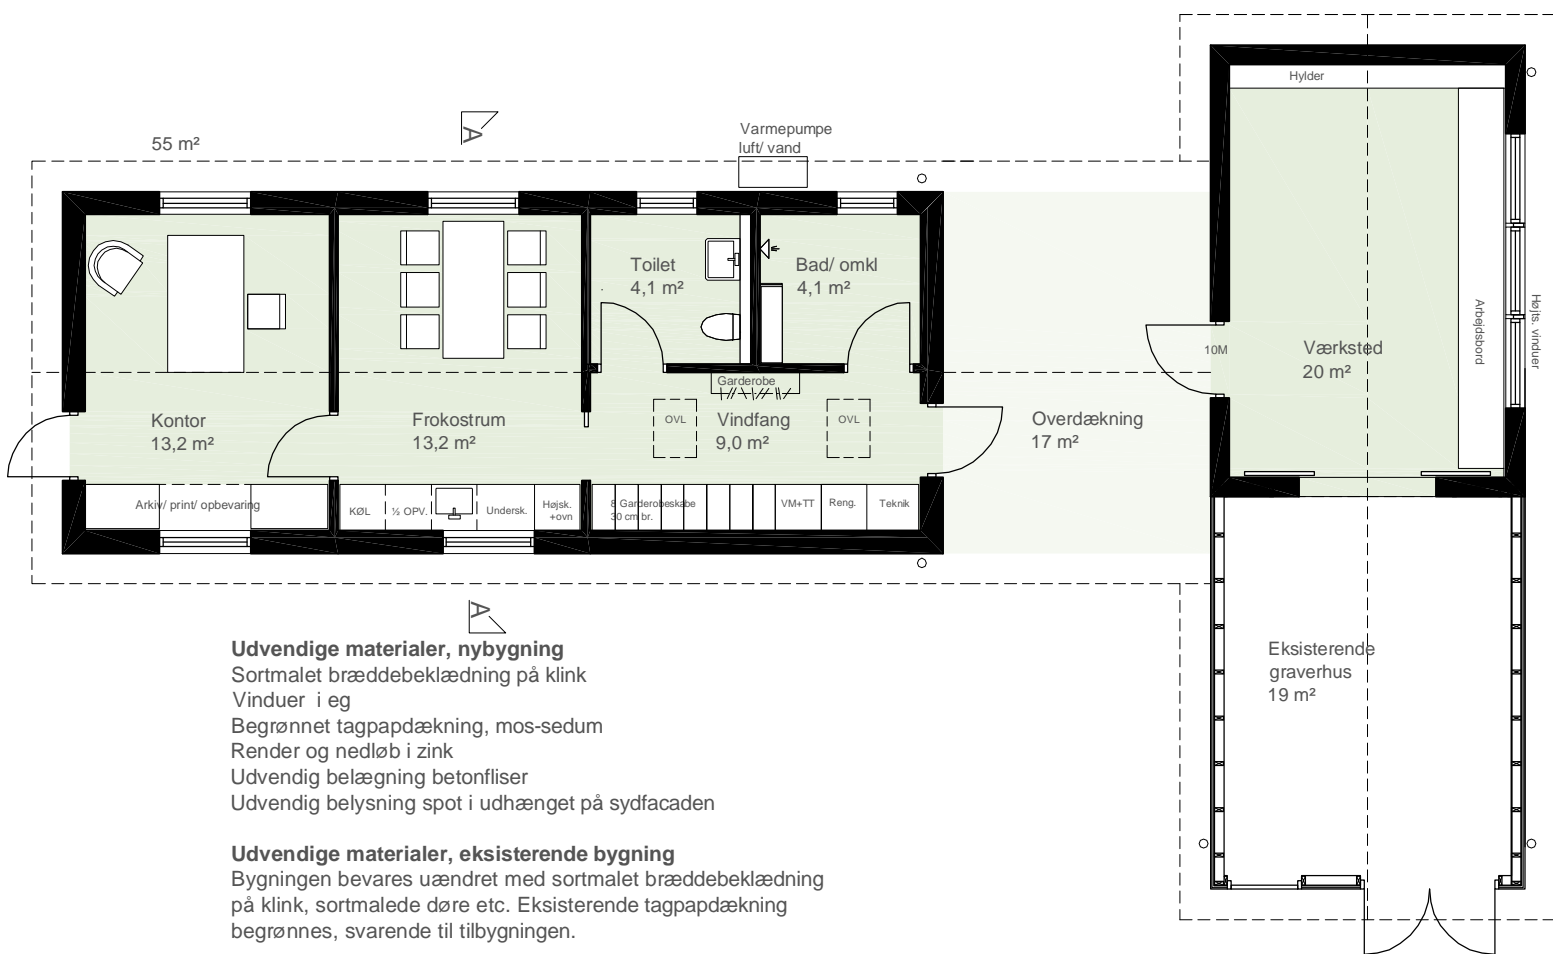 Hylder
55 m²
A
Varmepumpe
luft/ vand
Toilet
4,1 m²
Bad/ omkl
4,1 m²
Arbejdsbord
Højts. vinduer
10M
Værksted
20 m²
Garderobe
Kontor
13,2 m²
Frokostrum
13,2 m²
OVL
Vindfang
9,0 m²
OVL
Overdækning
17 m²
Arkiv/ print/ opbevaring
KØL
½ OPV.
Undersk.
Højsk.
+ovn
8 Garderobeskabe
30 cm br.
VM+TT
Reng.
Teknik
A
Eksisterende
graverhus
19 m²
Udvendige materialer, nybygning
Sortmalet bræddebeklædning på klink
Vinduer i eg
Begrønnet tagpapdækning, mos-sedum
Render og nedløb i zink
Udvendig belægning betonfliser
Udvendig belysning spot i udhænget på sydfacaden
Udvendige materialer, eksisterende bygning
Bygningen bevares uændret med sortmalet bræddebeklædning
på klink, sortmalede døre etc. Eksisterende tagpapdækning
begrønnes, svarende til tilbygningen.